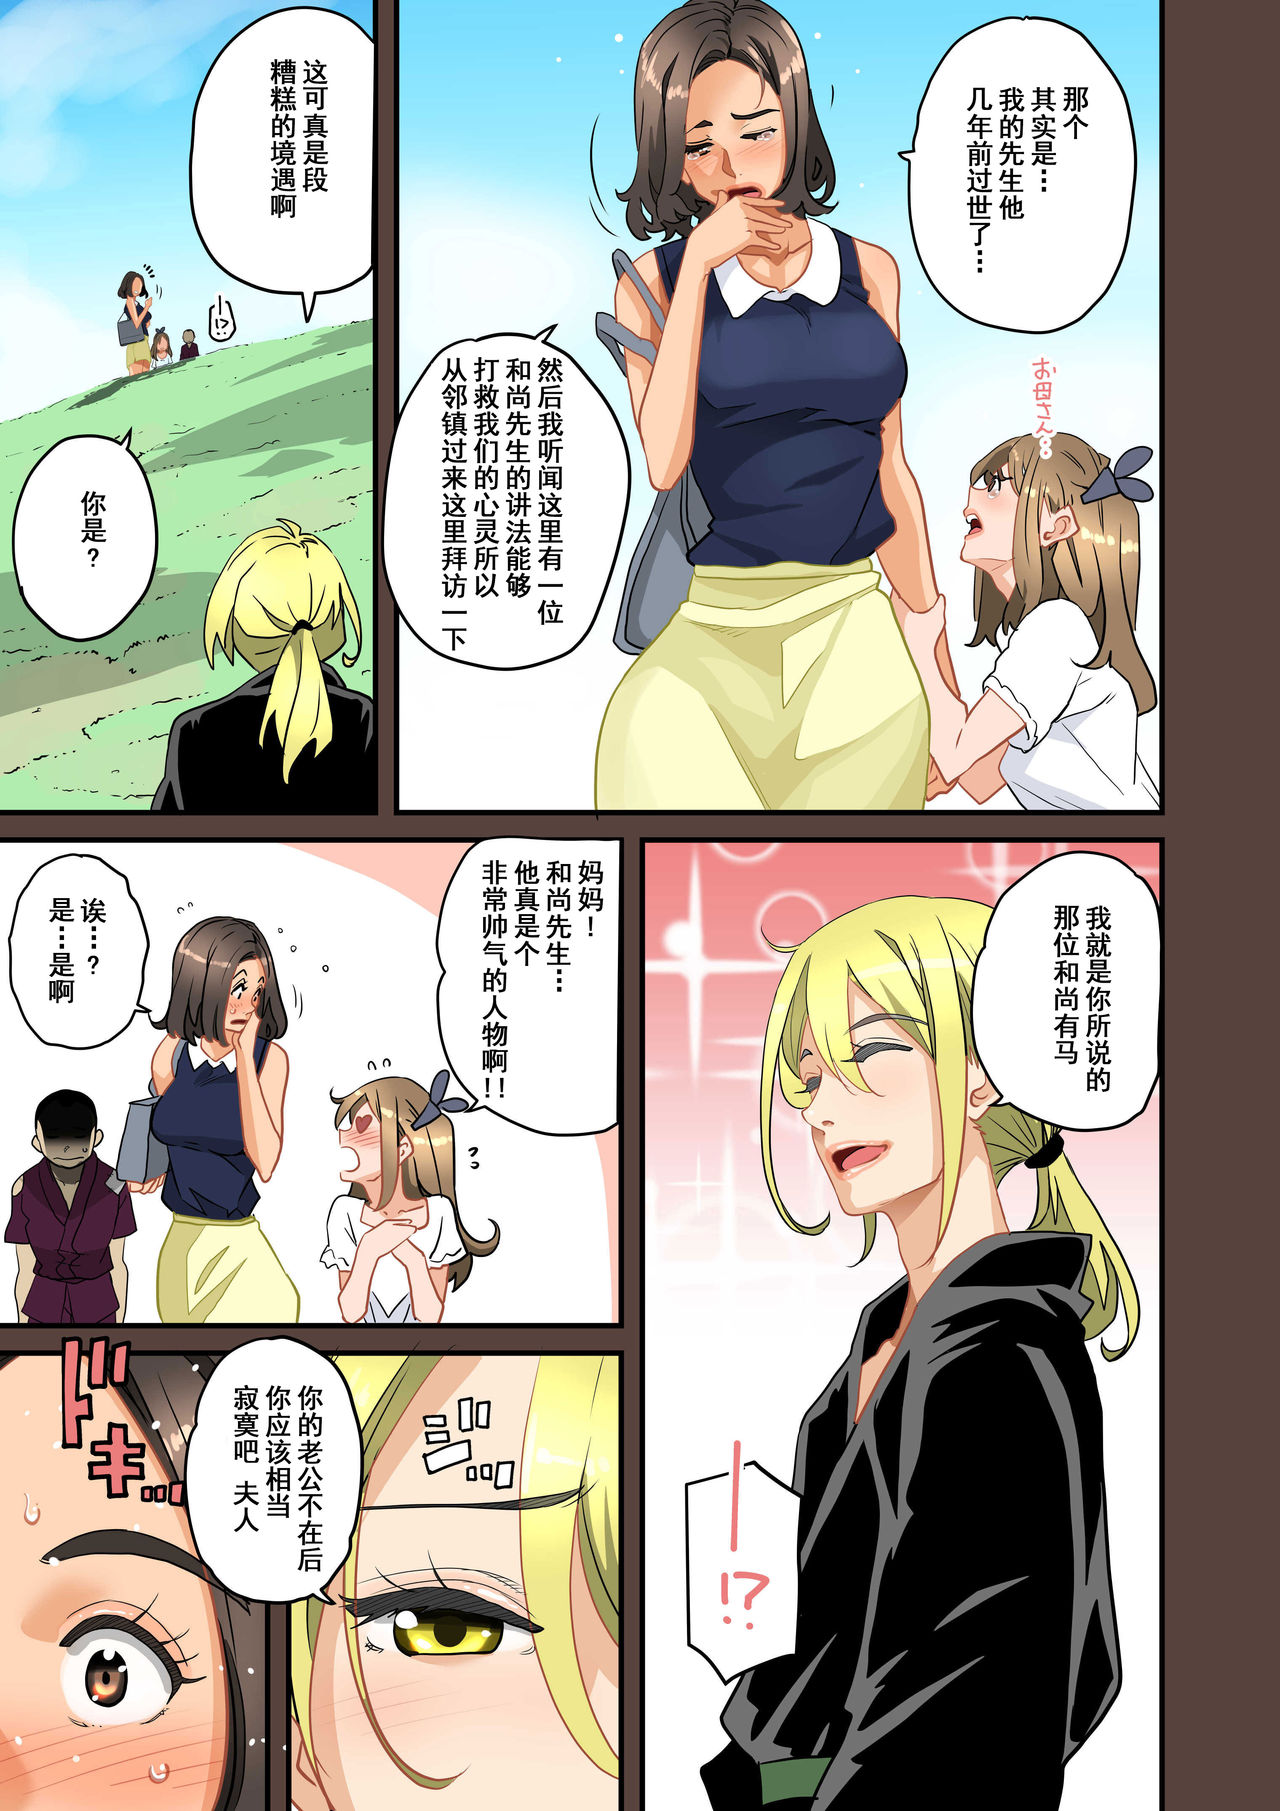 那个
其实是…
我的先生他
几年前过世了…
お母さん。
然后我听闻这里有一位
和尚先生的讲法能够
打救我们的心灵所以
从邻镇过来这里拜访一下
这可真是段
糟糕的境遇啊
!?
你是?
我就是你所说的
那位和尚有马
!?
妈妈!
和尚先生…
他真是个
非常帅气的人物啊!!
诶…?
是…是啊
你的老公不在后
你应该相当
寂寞吧 夫人
ドキ…